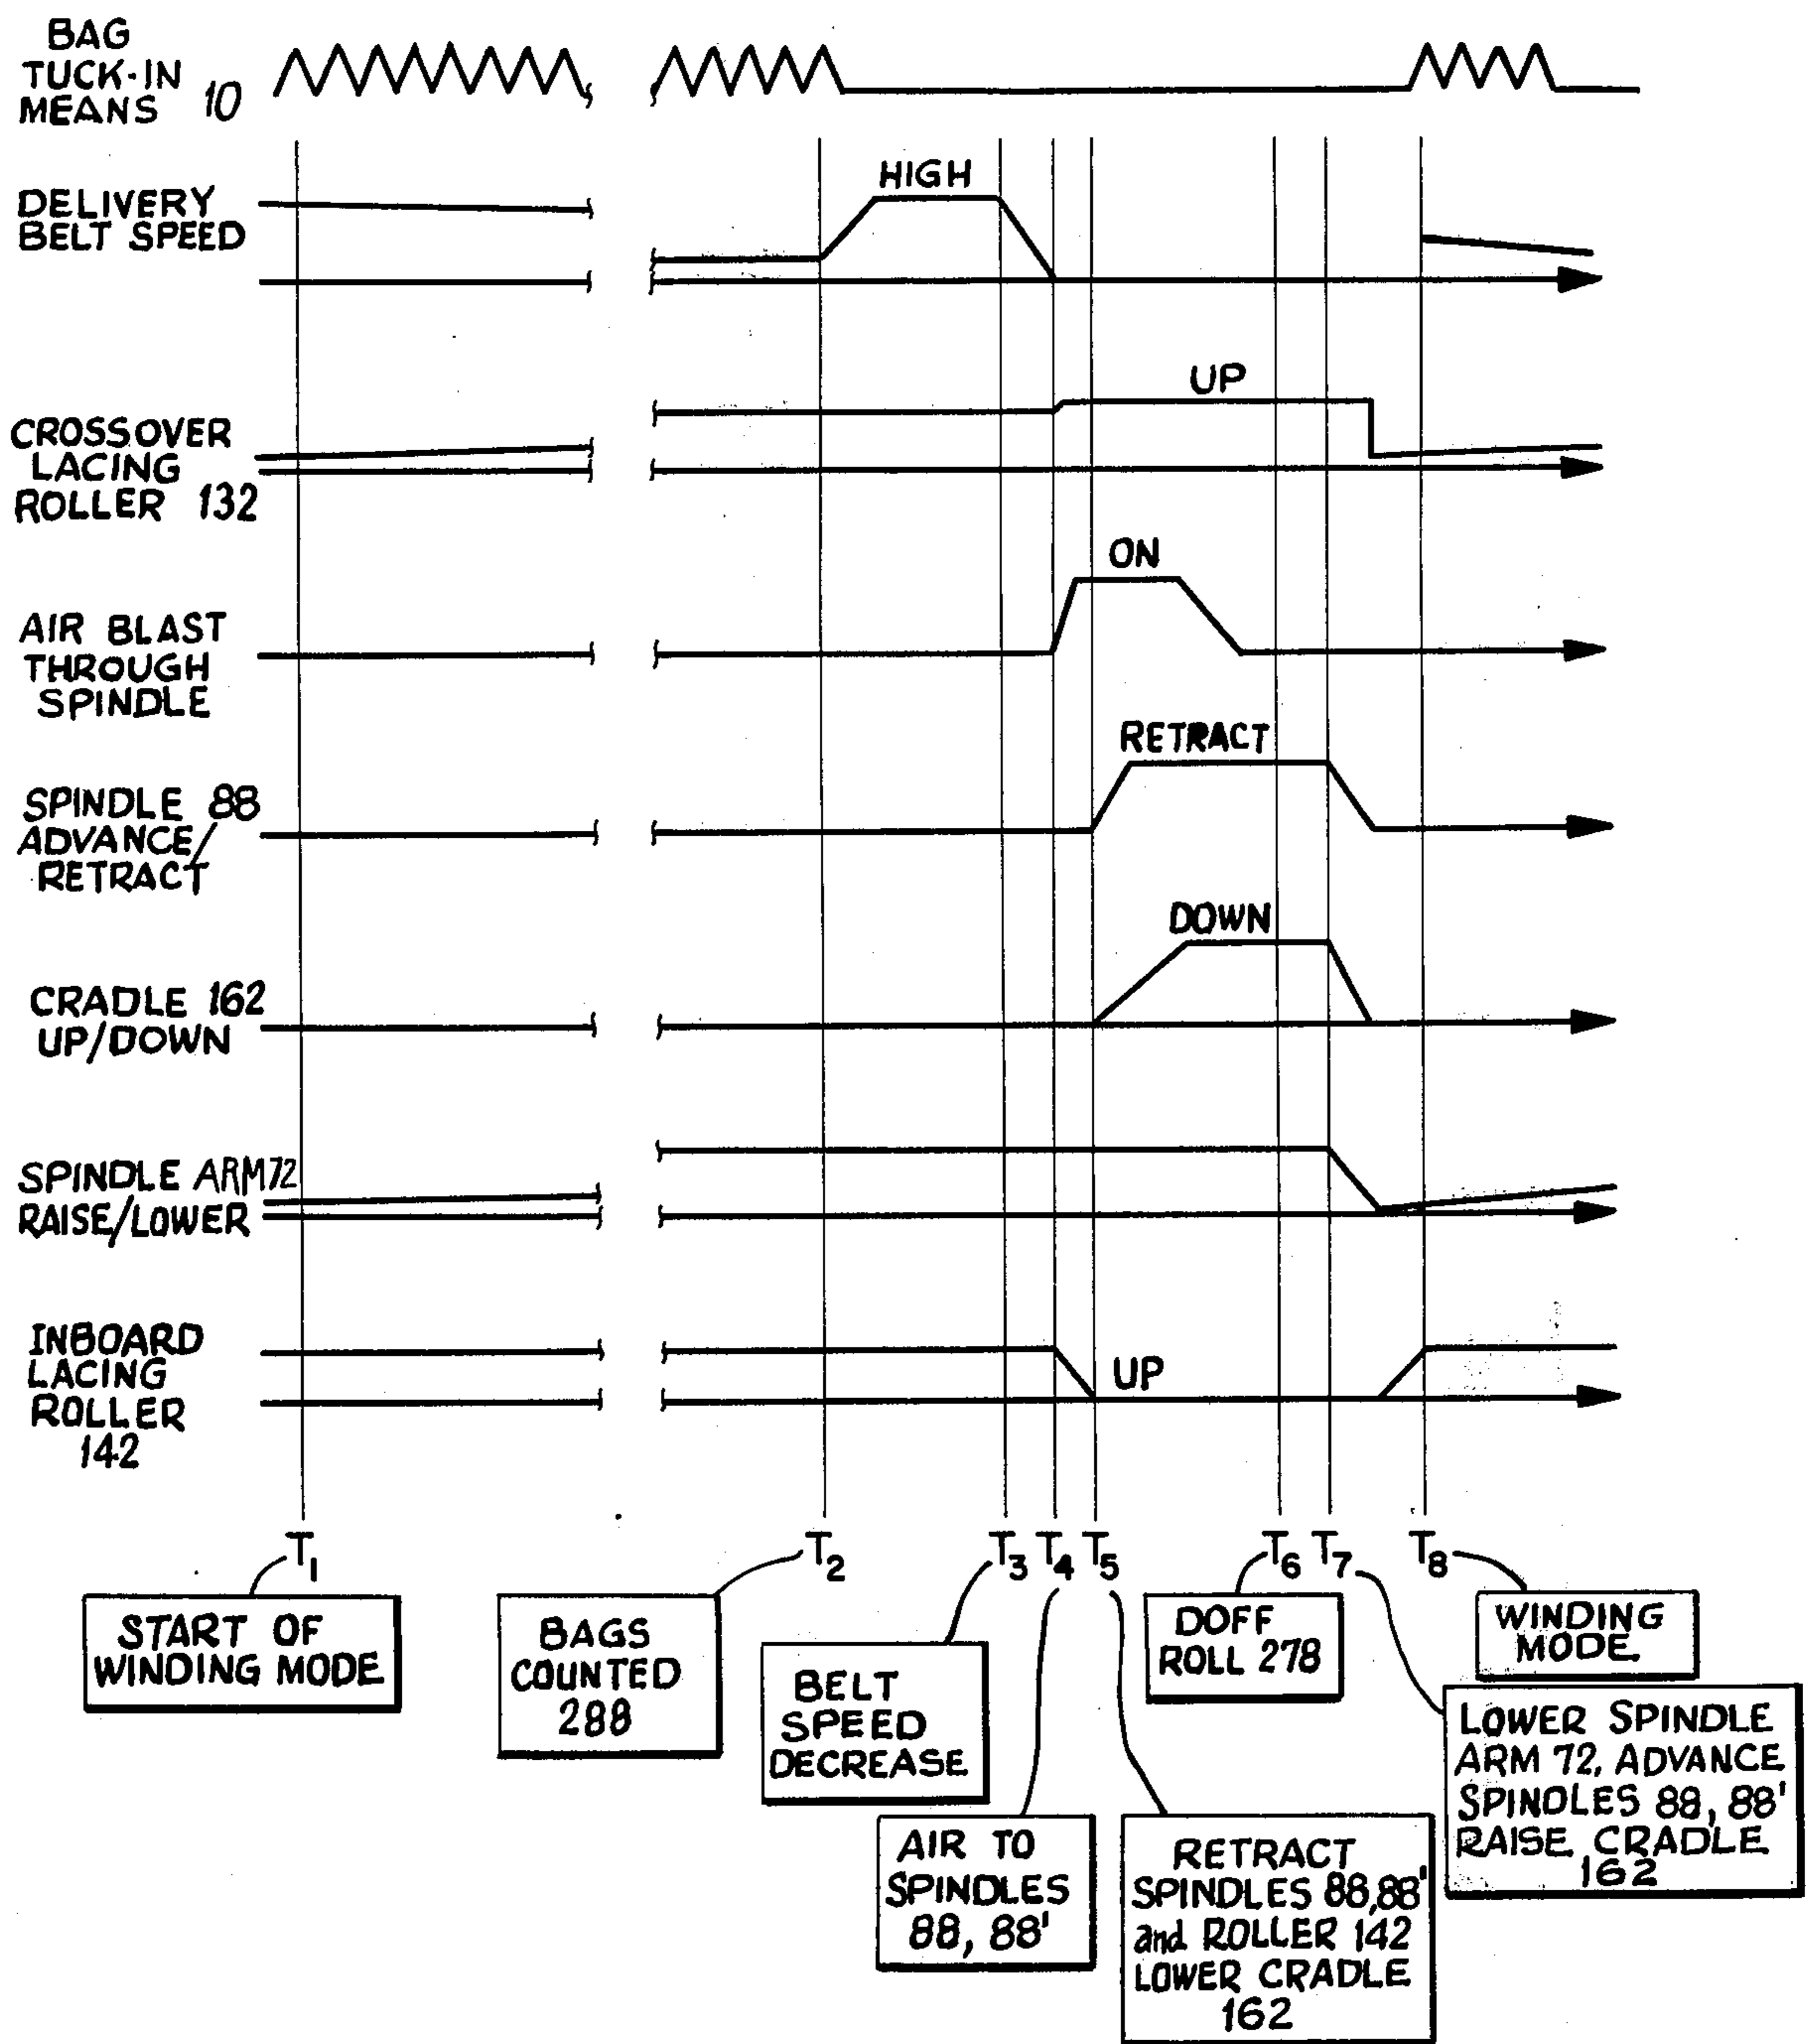 BAG
TUCK-IN
MEANS 10
DELIVERY
BELT SPEED
HIGH
CROSSOVER
LACING
ROLLER 132
UP
AIR BLAST
THROUGH
SPINDLE
ON
SPINDLE 88
ADVANCE/
RETRACT
RETRACT
CRADLE 162
UP/DOWN
DOWN
SPINDLE ARM 72
RAISE/LOWER
INBOARD
LACING
ROLLER
142
UP
T1 T2 T3 T4 T5 T6 T7 T8
START OF
WINDING MODE
BAGS
COUNTED
288
BELT
SPEED
DECREASE
AIR TO
SPINDLES
88, 88'
RETRACT
SPINDLES 88,88'
and ROLLER 142
LOWER CRADLE
162
DOFF
ROLL 278
WINDING
MODE
LOWER SPINDLE
ARM 72, ADVANCE
SPINDLES 88, 88'
RAISE CRADLE
162